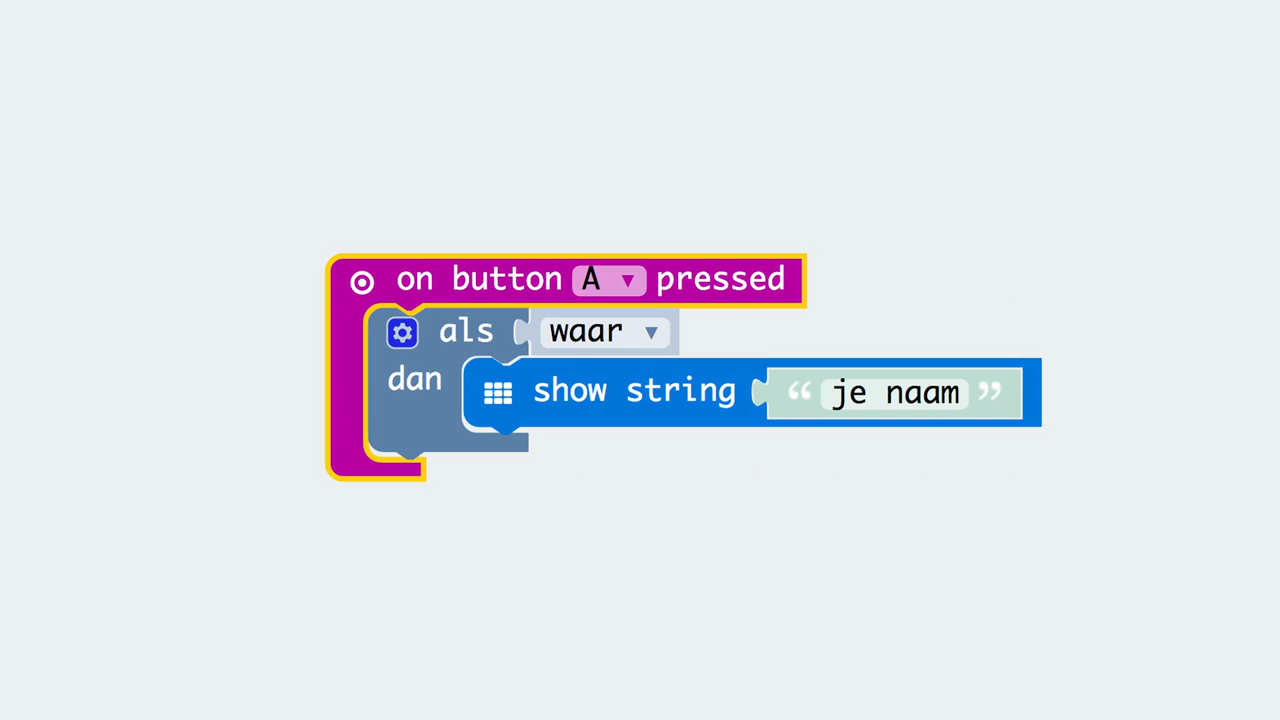 on button A pressed
als waar
dan show string “ je naam ”